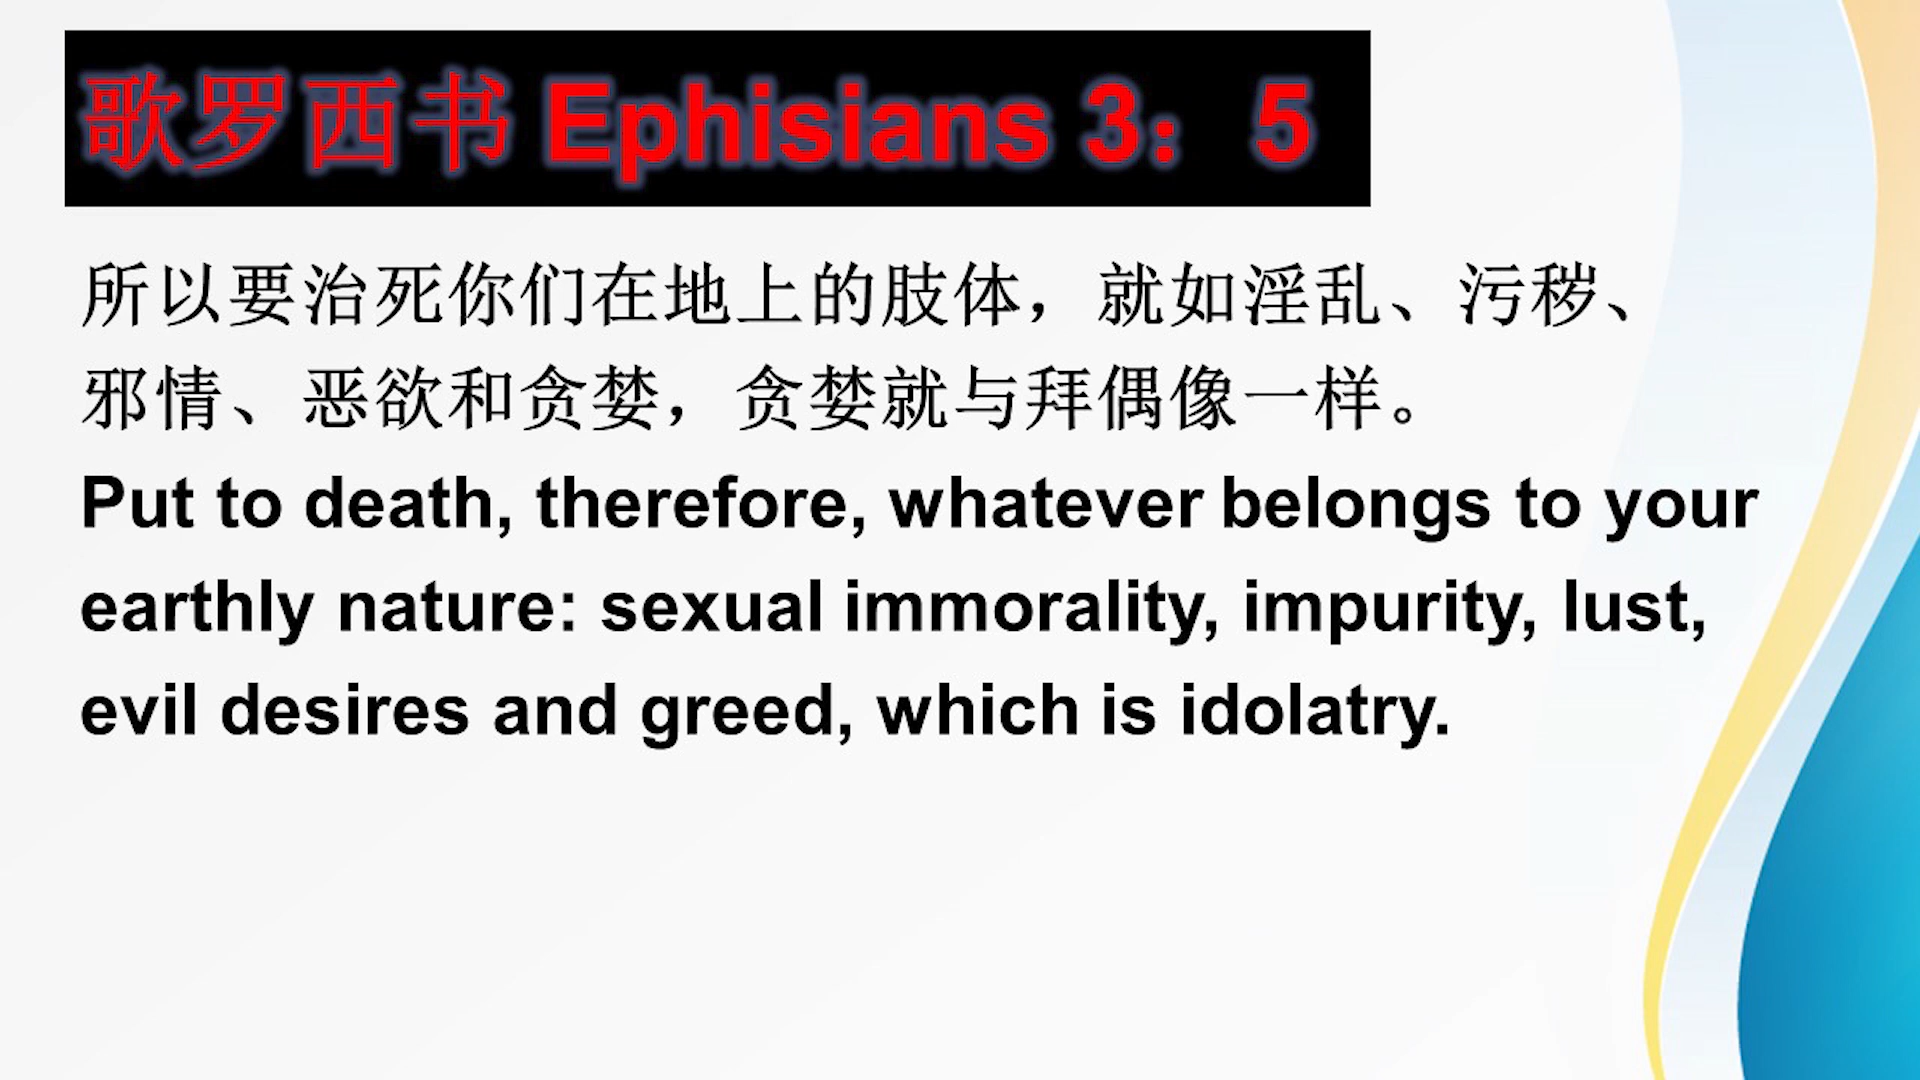 歌罗西书 Ephisians 3：5
所以要治死你们在地上的肢体，就如淫乱、污秽、
邪情、恶欲和贪婪，贪婪就与拜偶像一样。
Put to death, therefore, whatever belongs to your
earthly nature: sexual immorality, impurity, lust,
evil desires and greed, which is idolatry.